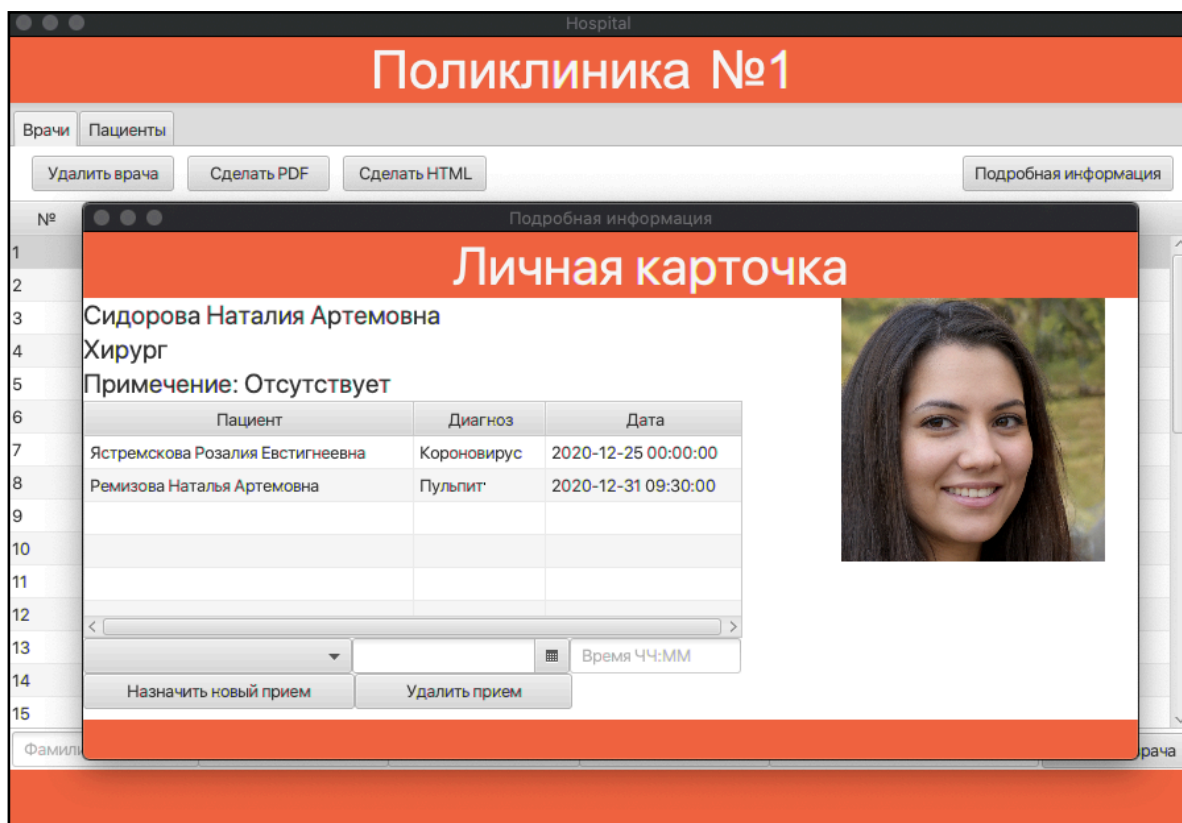 Hospital
Поликлиника №1
Врачи Пациенты
Удалить врача Сделать PDF Сделать HTML Подробная информация
№
Подробная информация
Личная карточка
1
2
3
4
5
6
7
8
9
10
11
12
13
14
15
Сидорова Наталия Артемовна
Хирург
Примечение: Отсутствует
Пациент Диагноз Дата
Ястремскова Розалия Евстигнеевна Короновирус 2020-12-25 00:00:00
Ремизова Наталья Артемовна Пульпит 2020-12-31 09:30:00
Время ЧЧ:ММ
Назначить новый прием Удалить прием